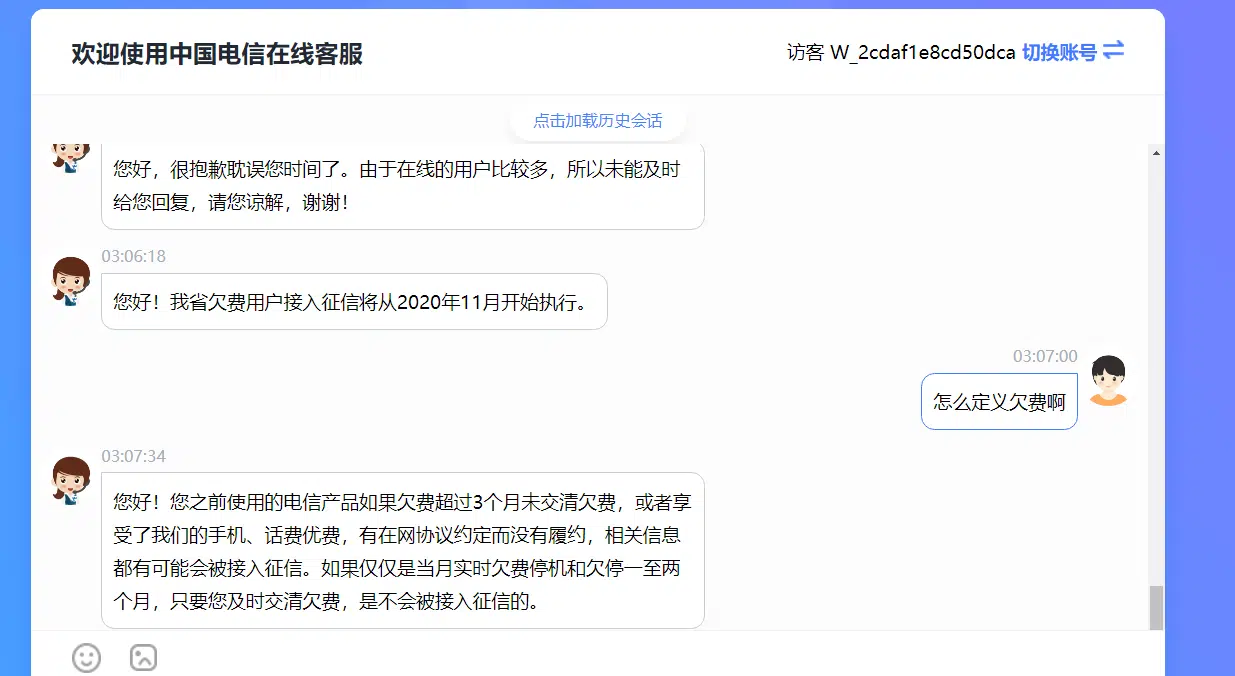 欢迎使用中国电信在线客服
访客 W_2cdaf1e8cd50dca 切换账号
点击加载历史会话
您好，很抱歉耽误您时间了。由于在线的用户比较多，所以未能及时
给您回复，请您谅解，谢谢！
03:06:18
您好！我省欠费用户接入征信将从2020年11月开始执行。
03:07:00
怎么定义欠费啊
03:07:34
您好！您之前使用的电信产品如果欠费超过3个月未交清欠费，或者享
受了我们的手机、话费优费，有在网协议约定而没有履约，相关信息
都有可能会被接入征信。如果仅仅是当月实时欠费停机和欠停一至两
个月，只要您及时交清欠费，是不会被接入征信的。